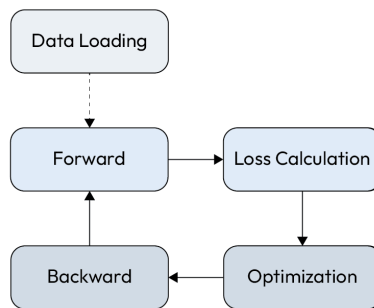 Data Loading
Forward
Loss Calculation
Backward
Optimization